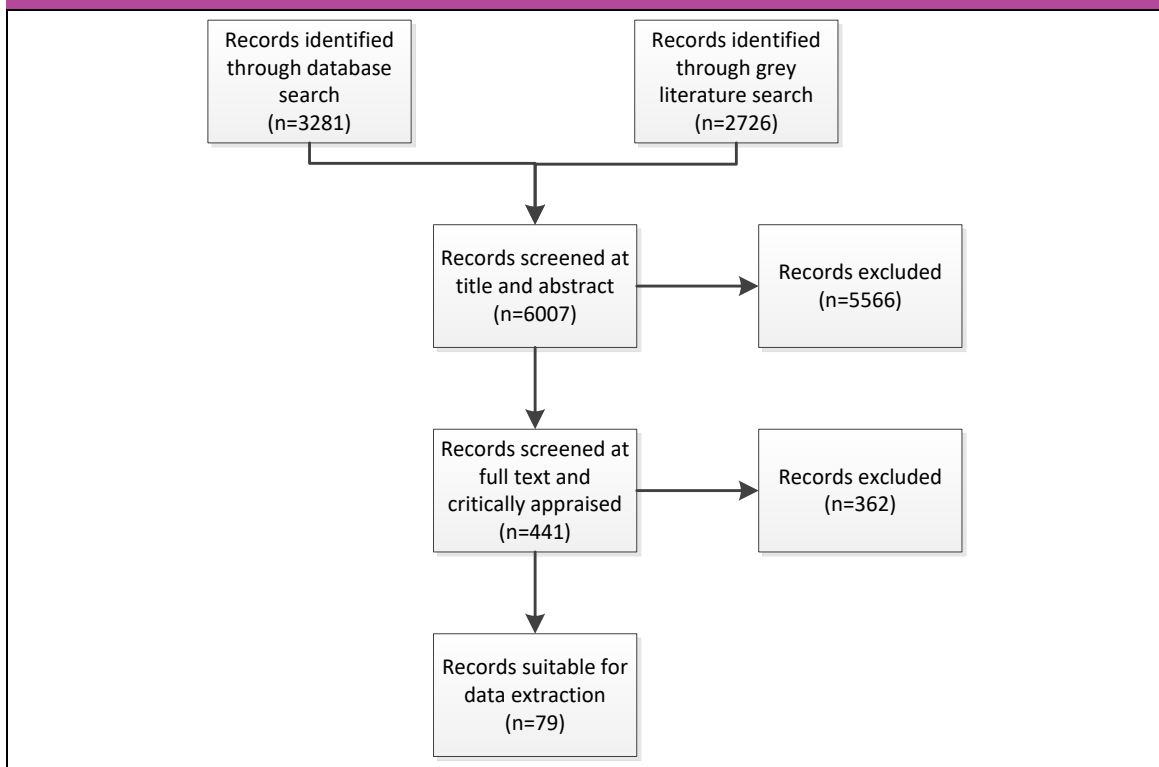 Records identified
through database
search
(n=3281)
Records identified
through grey
literature search
(n=2726)
Records screened at
title and abstract
(n=6007)
Records excluded
(n=5566)
Records screened at
full text and
critically appraised
(n=441)
Records excluded
(n=362)
Records suitable for
data extraction
(n=79)